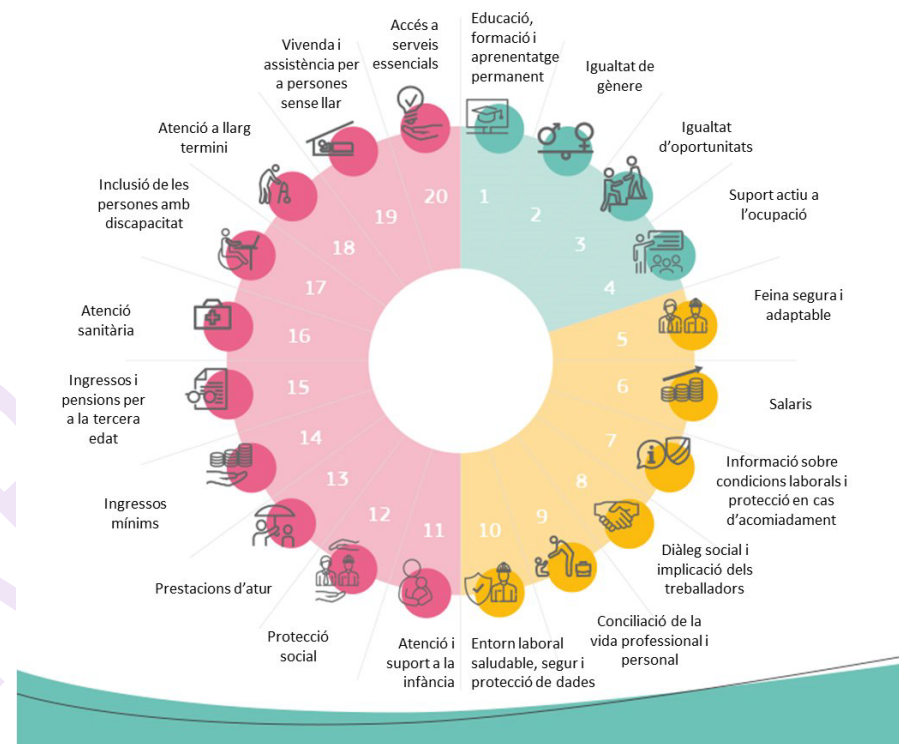 Educació,
formació i
aprenentatge
permanent
1
Igualtat de
gènere
2
Igualtat
d'oportunitats
3
Suport actiu a
l'ocupació
4
Feina segura i
adaptable
5
Salaris
6
Informació sobre
condicions laborals i
protecció en cas
d'acomiadament
7
Diàleg social i
implicació dels
treballadors
8
Conciliació de la
vida professional i
personal
9
Entorn laboral
saludable, segur i
protecció de dades
10
Atenció i
suport a la
infància
11
Protecció
social
12
Prestacions d'atur
13
Ingressos
mínims
14
Ingressos i
pensions per
a la tercera
edat
15
Atenció
sanitària
16
Inclusió de les
persones amb
discapacitat
17
Atenció a llarg
termini
18
Vivenda i
assistència per
a persones
sense llar
19
Accés a
serveis
essencials
20